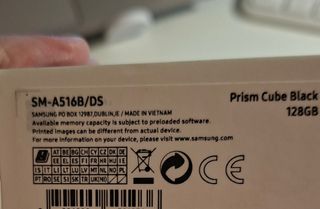 SM-A516B/DS
Prism Cube Black
128GB
SAMSUNG PO BOX 12987,DUBLIN.IE / MADE IN VIETNAM
Available memory capacity is subject to preloaded software.
Printed images can be different from actual device.
For more information on your device, please visit www.samsung.com